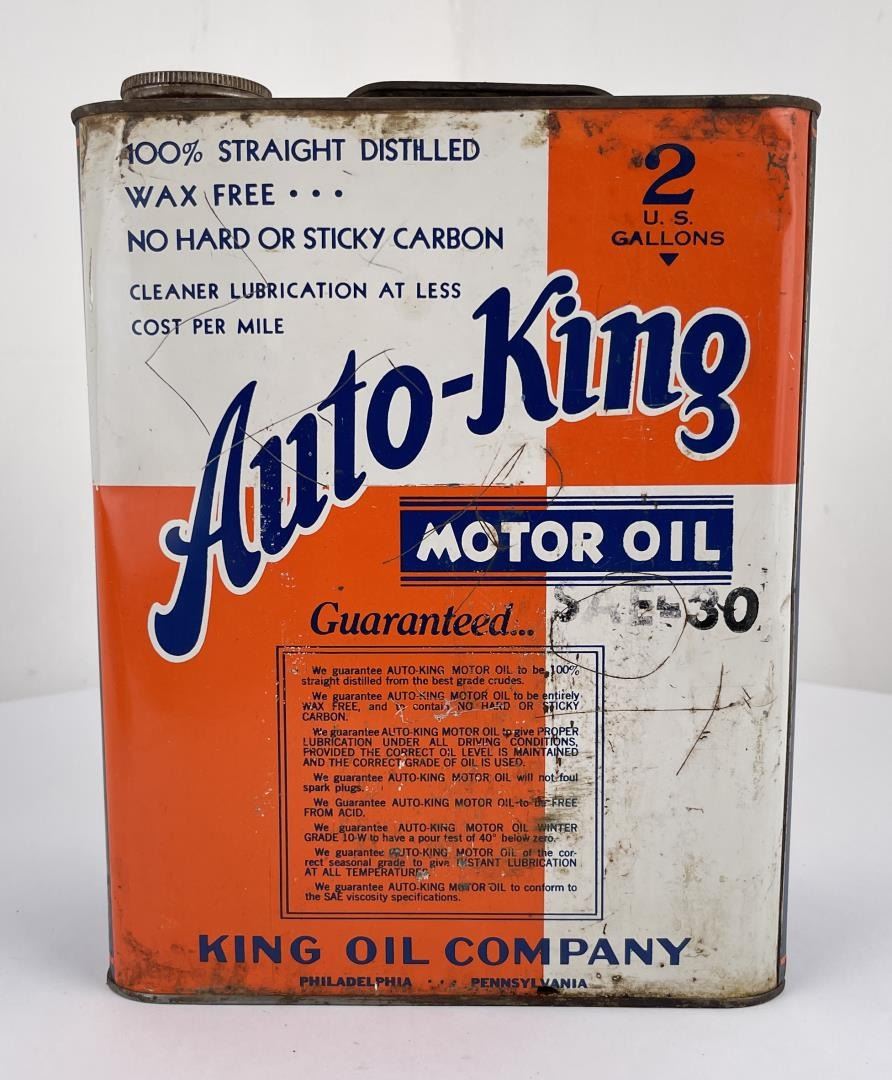 100% STRAIGHT DISTILLED
WAX FREE • • •
NO HARD OR STICKY CARBON
CLEANER LUBRICATION AT LESS
COST PER MILE
2
U. S.
GALLONS
Auto-King
MOTOR OIL
SAE-30
Guaranteed...
We guarantee AUTO-KING MOTOR OIL to be 100%
straight distilled from the best grade crudes.
We guarantee AUTO-KING MOTOR OIL to be entirely
WAX FREE, and to contain NO HARD OR STICKY
CARBON.
We guarantee AUTO-KING MOTOR OIL to give PROPER
LUBRICATION UNDER ALL DRIVING CONDITIONS,
PROVIDED THE CORRECT OIL LEVEL IS MAINTAINED
AND THE CORRECT GRADE OF OIL IS USED.
We guarantee AUTO-KING MOTOR OIL will not foul
spark plugs.
We Guarantee AUTO-KING MOTOR OIL to be FREE
FROM ACID.
We guarantee AUTO-KING MOTOR OIL WINTER
GRADE 10-W to have a pour test of 40° below zero.
We guarantee AUTO-KING MOTOR OIL of the cor-
rect seasonal grade to give INSTANT LUBRICATION
AT ALL TEMPERATURES.
We guarantee AUTO-KING MOTOR OIL to conform to
the SAE viscosity specifications.
KING OIL COMPANY
PHILADELPHIA • • • PENNSYLVANIA